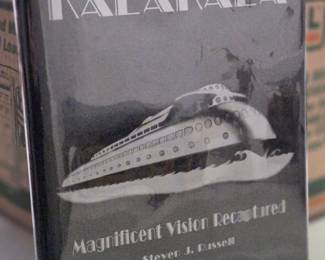 KALAKALA
Magnificent Vision Recaptured
Steven J. Russell